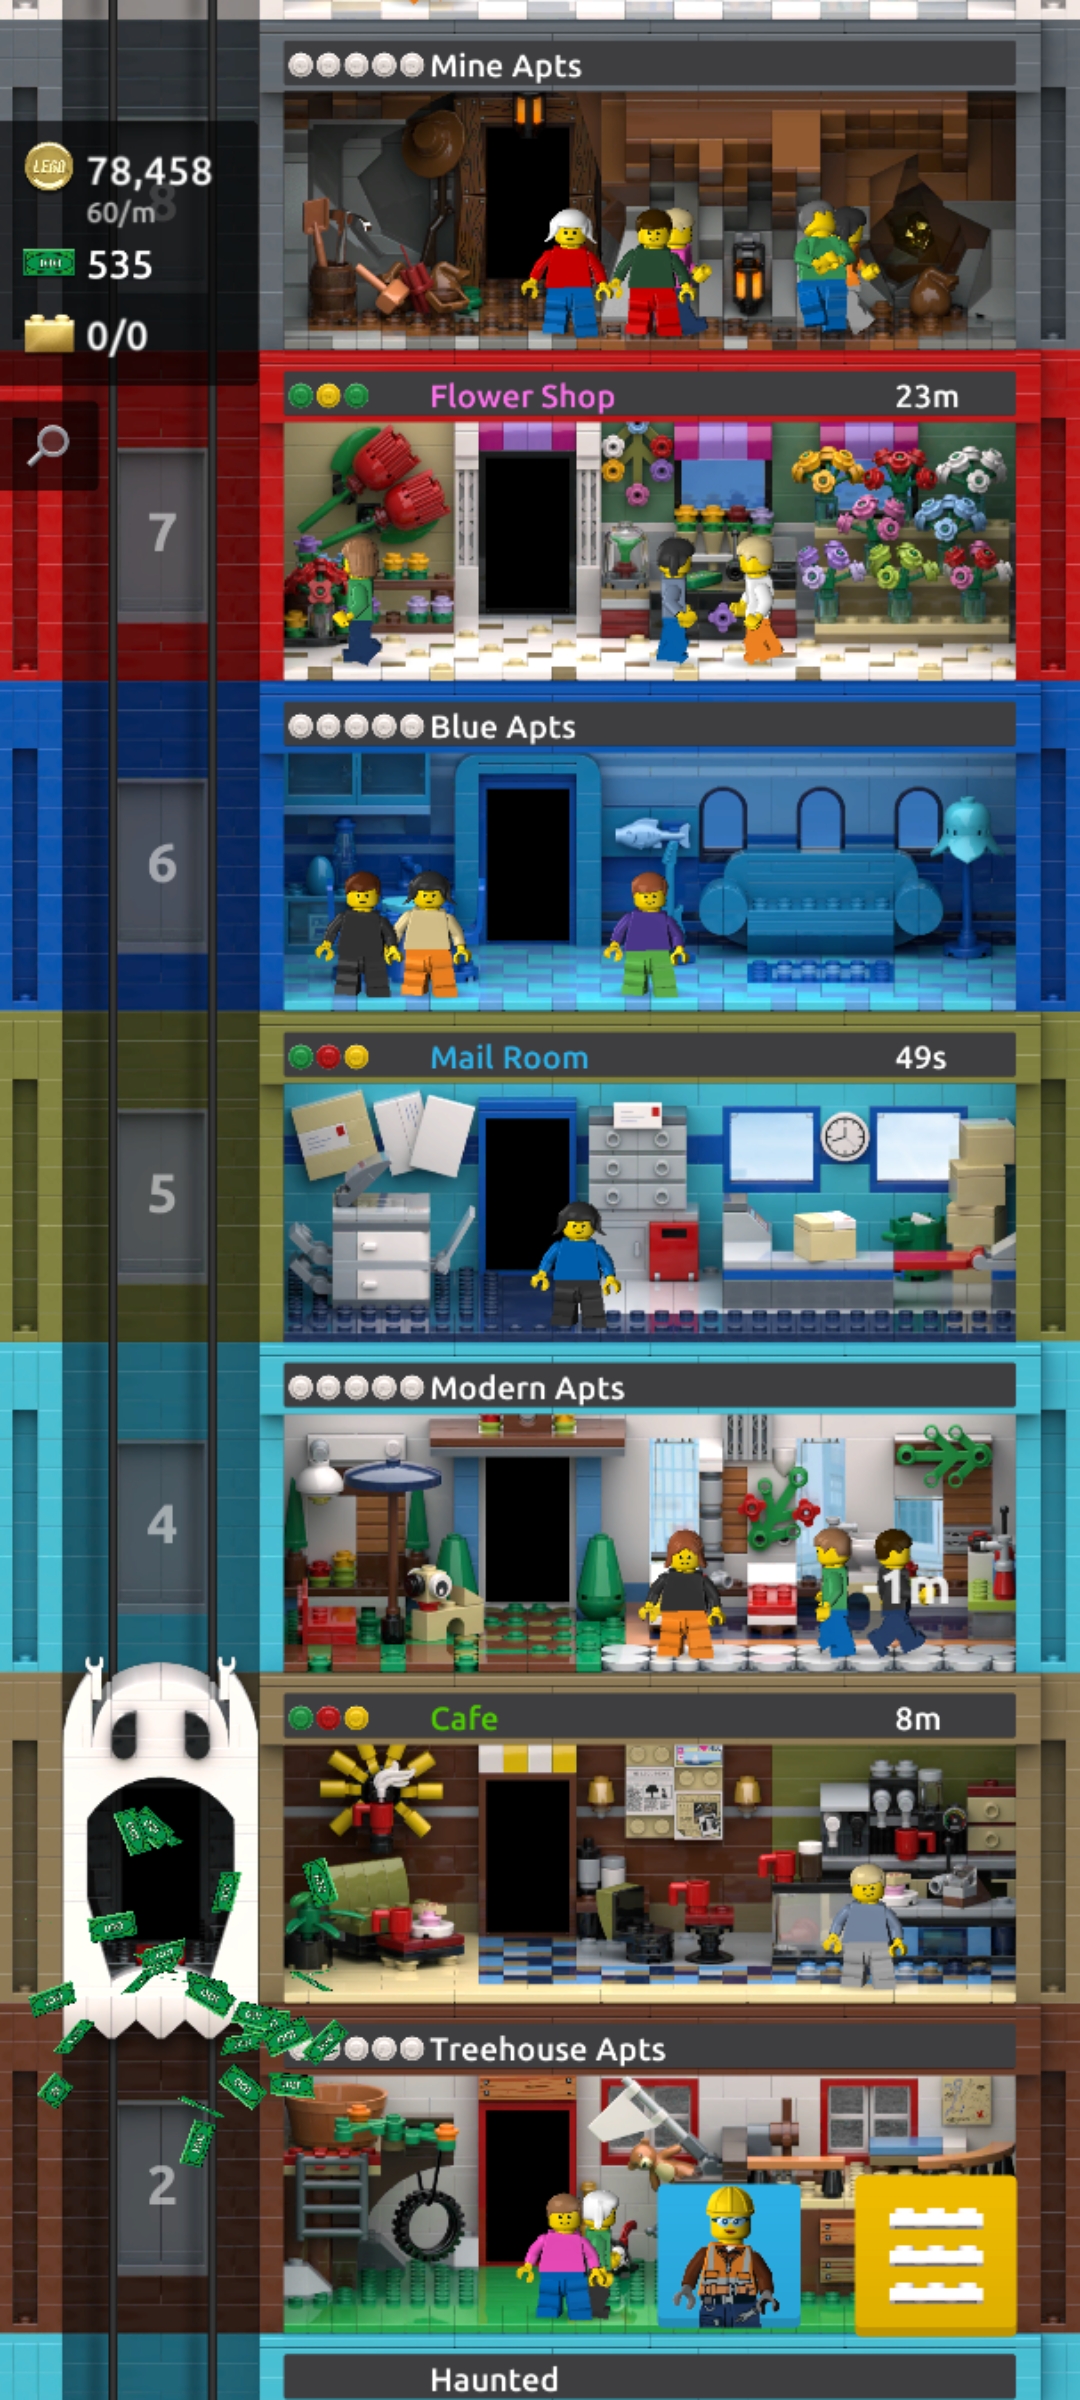 Mine Apts
LEGO 78,458
60/m
8
535
0/0
Flower Shop 23m
7
Blue Apts
6
Mail Room 49s
5
Modern Apts
4
-1m
Cafe 8m
Treehouse Apts
2
Haunted